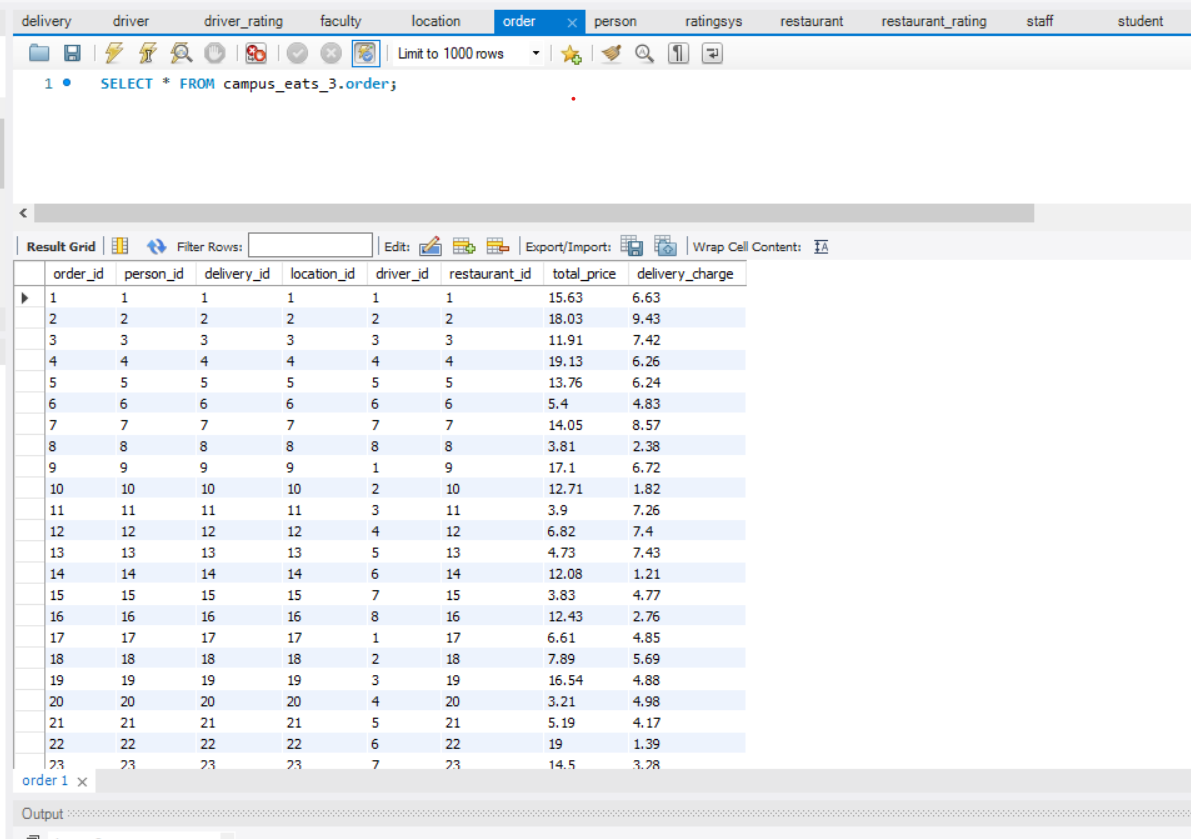 delivery driver driver_rating faculty location order × person ratingsys restaurant restaurant_rating staff student
Limit to 1000 rows
1 SELECT * FROM campus_eats_3.order;
Result Grid Filter Rows: Edit: Export/Import: Wrap Cell Content: IA
order_id person_id delivery_id location_id driver_id restaurant_id total_price delivery_charge
1 1 1 1 1 1 15.63 6.63
2 2 2 2 2 2 18.03 9.43
3 3 3 3 3 3 11.91 7.42
4 4 4 4 4 4 19.13 6.26
5 5 5 5 5 5 13.76 6.24
6 6 6 6 6 6 5.4 4.83
7 7 7 7 7 7 14.05 8.57
8 8 8 8 8 8 3.81 2.38
9 9 9 9 1 9 17.1 6.72
10 10 10 10 2 10 12.71 1.82
11 11 11 11 3 11 3.9 7.26
12 12 12 12 4 12 6.82 7.4
13 13 13 13 5 13 4.73 7.43
14 14 14 14 6 14 12.08 1.21
15 15 15 15 7 15 3.83 4.77
16 16 16 16 8 16 12.43 2.76
17 17 17 17 1 17 6.61 4.85
18 18 18 18 2 18 7.89 5.69
19 19 19 19 3 19 16.54 4.88
20 20 20 20 4 20 3.21 4.98
21 21 21 21 5 21 5.19 4.17
22 22 22 22 6 22 19 1.39
23 23 23 23 7 23 14.5 3.28
order 1 ×
Output